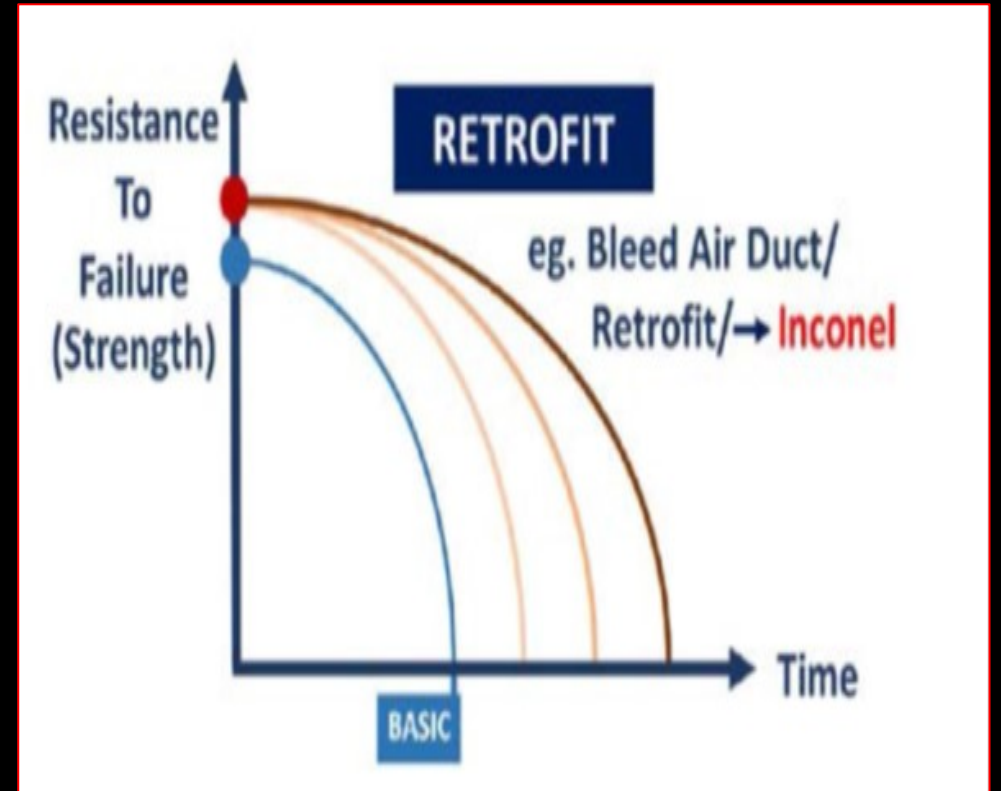 RETROFIT
Resistance
To
Failure
(Strength)
eg. Bleed Air Duct/
Retrofit/→ Inconel
Time
BASIC